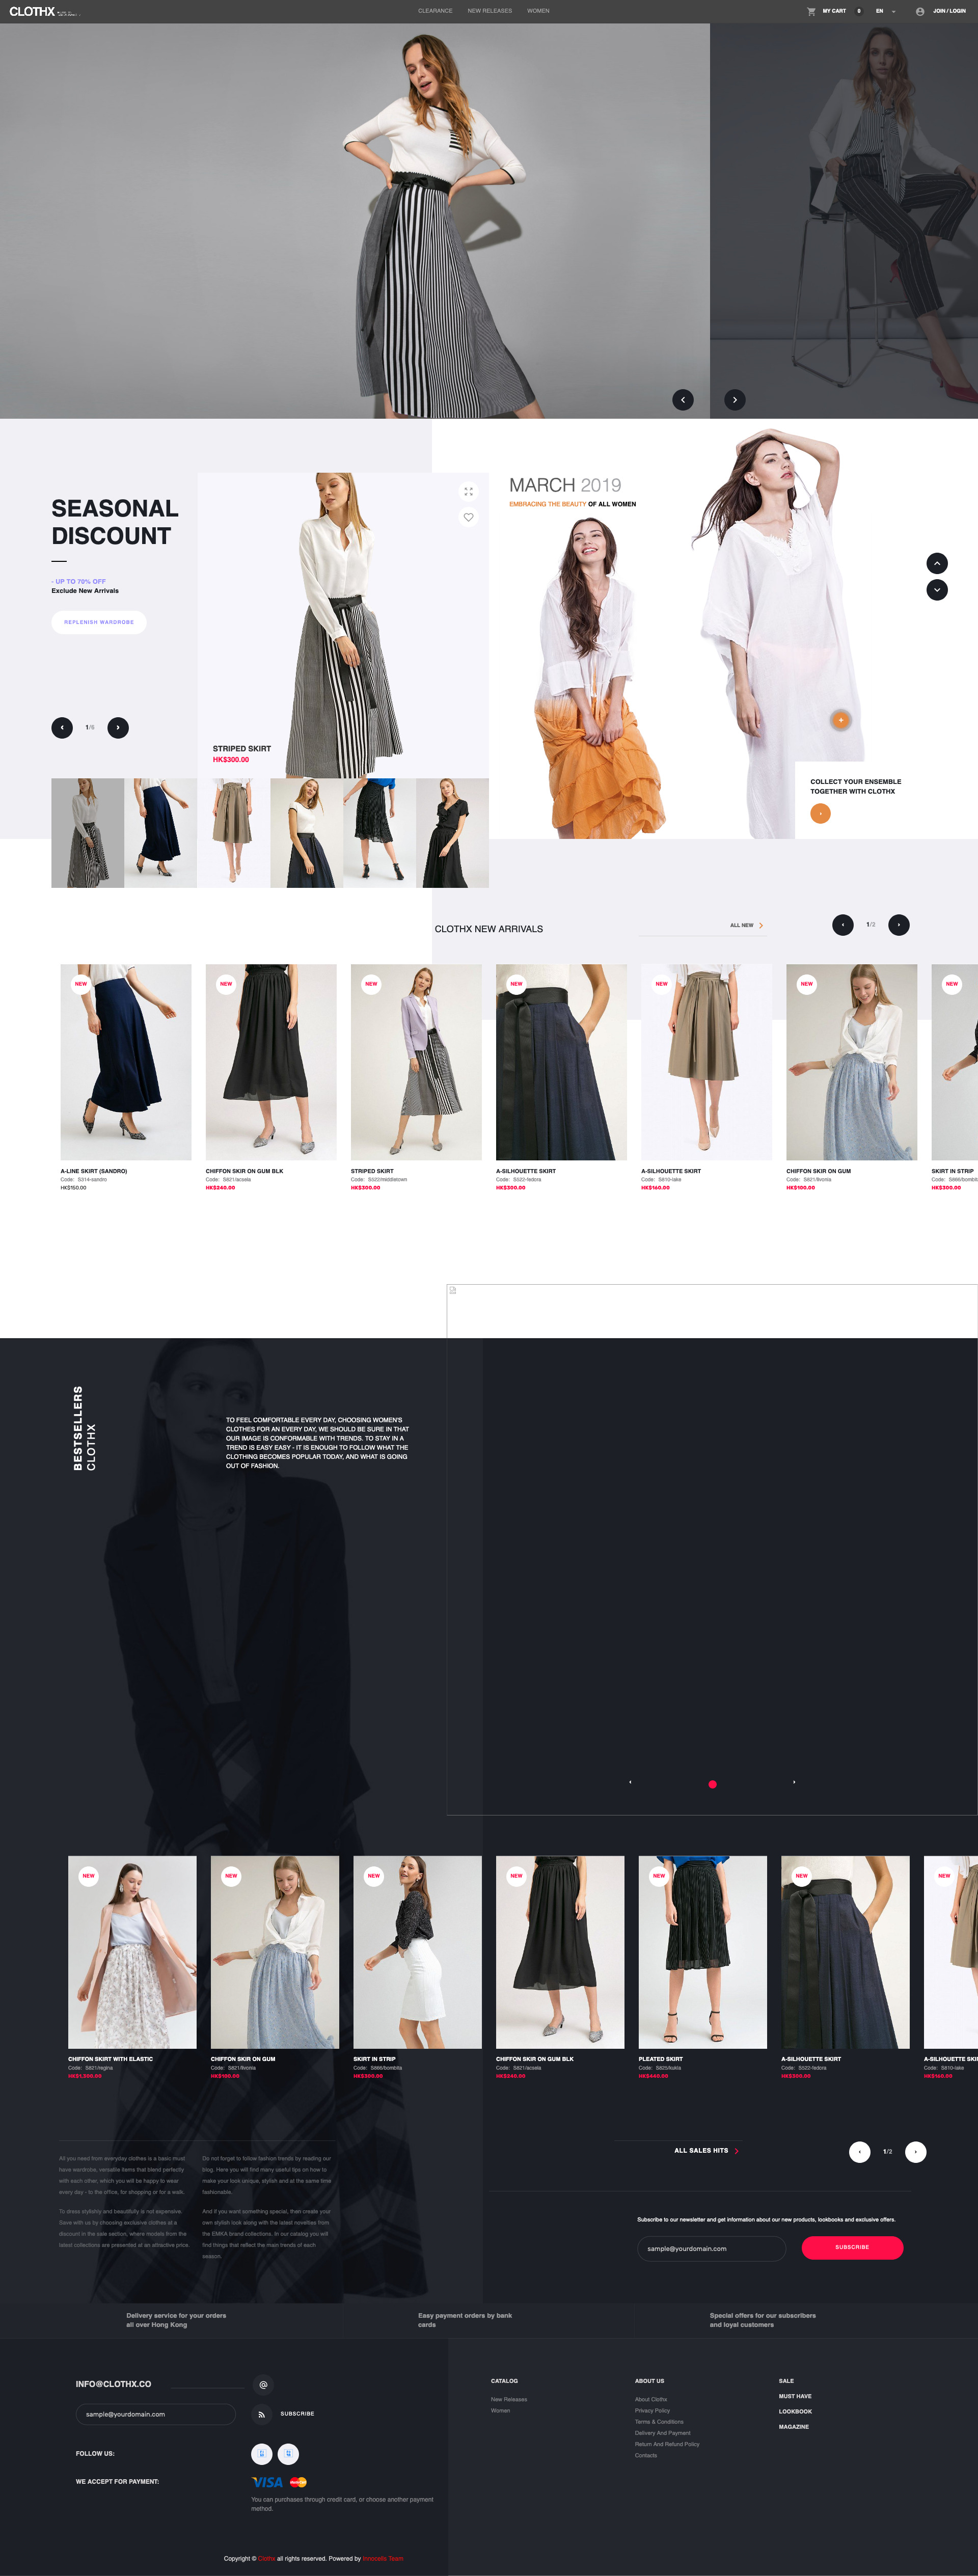 CLOTHX
CLEARANCE NEW RELEASES WOMEN
MY CART 0 EN JOIN / LOGIN
SEASONAL
DISCOUNT
- UP TO 70% OFF
Exclude New Arrivals
REPLENISH WARDROBE
1/6
STRIPED SKIRT
HK$300.00
MARCH 2019
EMBRACING THE BEAUTY OF ALL WOMEN
COLLECT YOUR ENSEMBLE
TOGETHER WITH CLOTHX
CLOTHX NEW ARRIVALS
ALL NEW
1/2
NEW NEW NEW NEW NEW NEW NEW
A-LINE SKIRT (SANDRO)
Code: S314-sandro
HK$150.00
CHIFFON SKIR ON GUM BLK
Code: S821/acsela
HK$240.00
STRIPED SKIRT
Code: S522/middletown
HK$300.00
A-SILHOUETTE SKIRT
Code: S522-fedora
HK$300.00
A-SILHOUETTE SKIRT
Code: S810-lake
HK$160.00
CHIFFON SKIR ON GUM
Code: S821/livonia
HK$100.00
SKIRT IN STRIP
Code: S666/bombit
HK$300.00
BESTSELLERS
CLOTHX
TO FEEL COMFORTABLE EVERY DAY, CHOOSING WOMEN'S
CLOTHES FOR AN EVERY DAY, WE SHOULD BE SURE IN THAT
OUR IMAGE IS CONFORMABLE WITH TRENDS. TO STAY IN A
TREND IS EASY EASY - IT IS ENOUGH TO FOLLOW WHAT THE
CLOTHING BECOMES POPULAR TODAY, AND WHAT IS GOING
OUT OF FASHION.
NEW NEW NEW NEW NEW NEW NEW
CHIFFON SKIRT WITH ELASTIC
Code: S821/regina
HK$1,300.00
CHIFFON SKIR ON GUM
Code: S821/livonia
HK$100.00
SKIRT IN STRIP
Code: S666/bombita
HK$300.00
CHIFFON SKIR ON GUM BLK
Code: S821/acsela
HK$240.00
PLEATED SKIRT
HK$440.00
A-SILHOUETTE SKIRT
Code: S522-fedora
HK$300.00
A-SILHOUETTE SKI
Code: S810-lake
HK$160.00
All you need from everyday clothes is a basic must
have wardrobe, versatile items that blend perfectly
with each other, which you will be happy to wear
every day - to the office, for shopping or for a walk.
To dress stylishly and beautifully is not expensive.
Save with us by choosing exclusive clothes at a
discount in the sale section, where models from the
latest collections are presented at an attractive price.
Do not forget to follow fashion trends by reading our
blog. Here you will find many useful tips on how to
make your look unique, stylish and at the same time
fashionable.
And if you want something special, then create your
own stylish look along with the latest novelties from
the EMKA brand collections. In our catalog you will
find things that reflect the main trends of each
season.
ALL SALES HITS
1/2
Subscribe to our newsletter and get information about our new products, lookbooks and exclusive offers.
sample@yourdomain.com SUBSCRIBE
Delivery service for your orders
all over Hong Kong
Easy payment orders by bank
cards
Special offers for our subscribers
and loyal customers
INFO@CLOTHX.CO
sample@yourdomain.com SUBSCRIBE
FOLLOW US:
WE ACCEPT FOR PAYMENT:
VISA
You can purchases through credit card, or choose another payment
method.
CATALOG
New Releases
Women
ABOUT US
About Clothx
Privacy Policy
Terms & Conditions
Delivery And Payment
Return And Refund Policy
Contacts
SALE
MUST HAVE
LOOKBOOK
MAGAZINE
Copyright © Clothx all rights reserved. Powered by Innocells Team